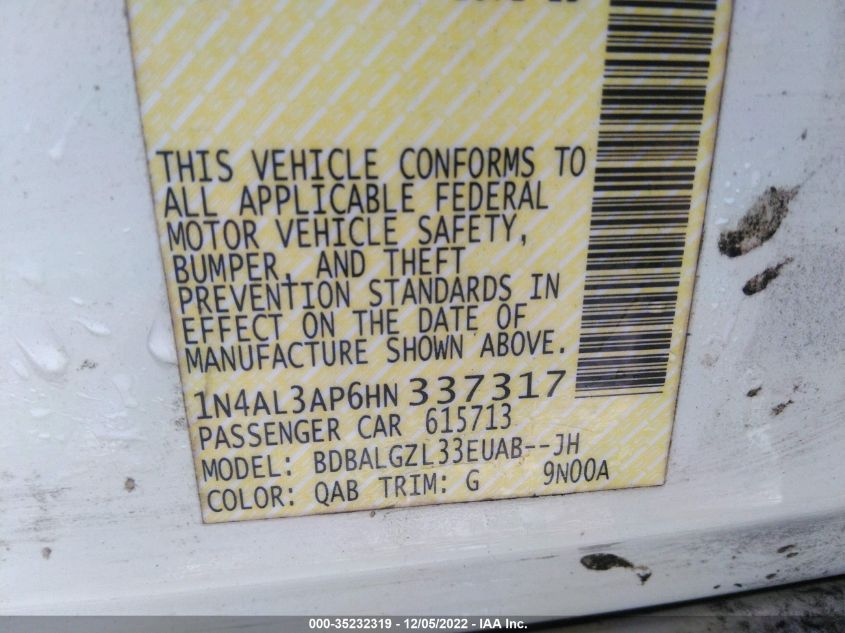 THIS VEHICLE CONFORMS TO
ALL APPLICABLE FEDERAL
MOTOR VEHICLE SAFETY,
BUMPER, AND THEFT
PREVENTION STANDARDS IN
EFFECT ON THE DATE OF
MANUFACTURE SHOWN ABOVE.
1N4AL3AP6HN 337317
PASSENGER CAR 615713
MODEL: BDBALGZL33EUAB--JH
COLOR: QAB TRIM: G 9N00A
000-35232319 / 12/05/2022 - IAA Inc.